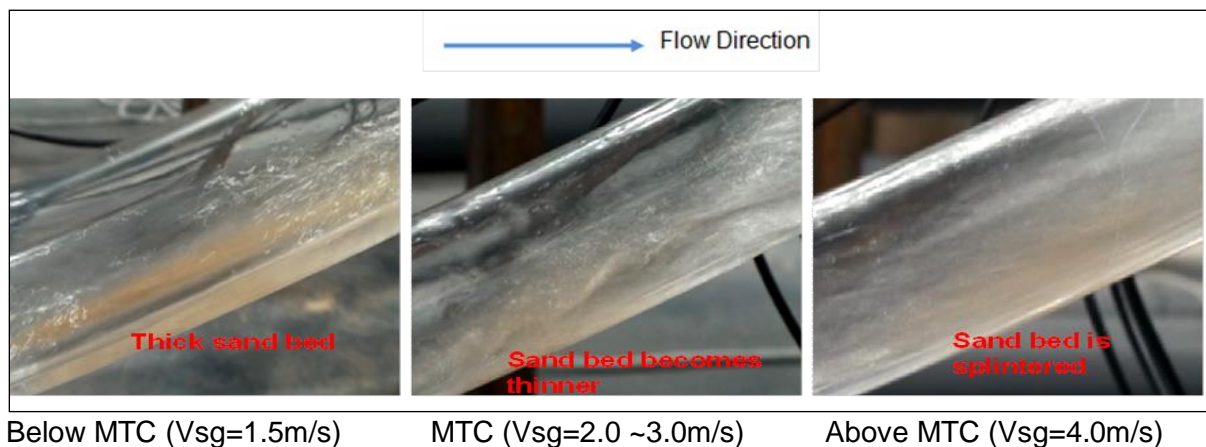 Flow Direction
Thick sand bed
Sand bed becomes
thinner
Sand bed is
splintered
Below MTC (Vsg=1.5m/s)
MTC (Vsg=2.0 ~3.0m/s)
Above MTC (Vsg=4.0m/s)